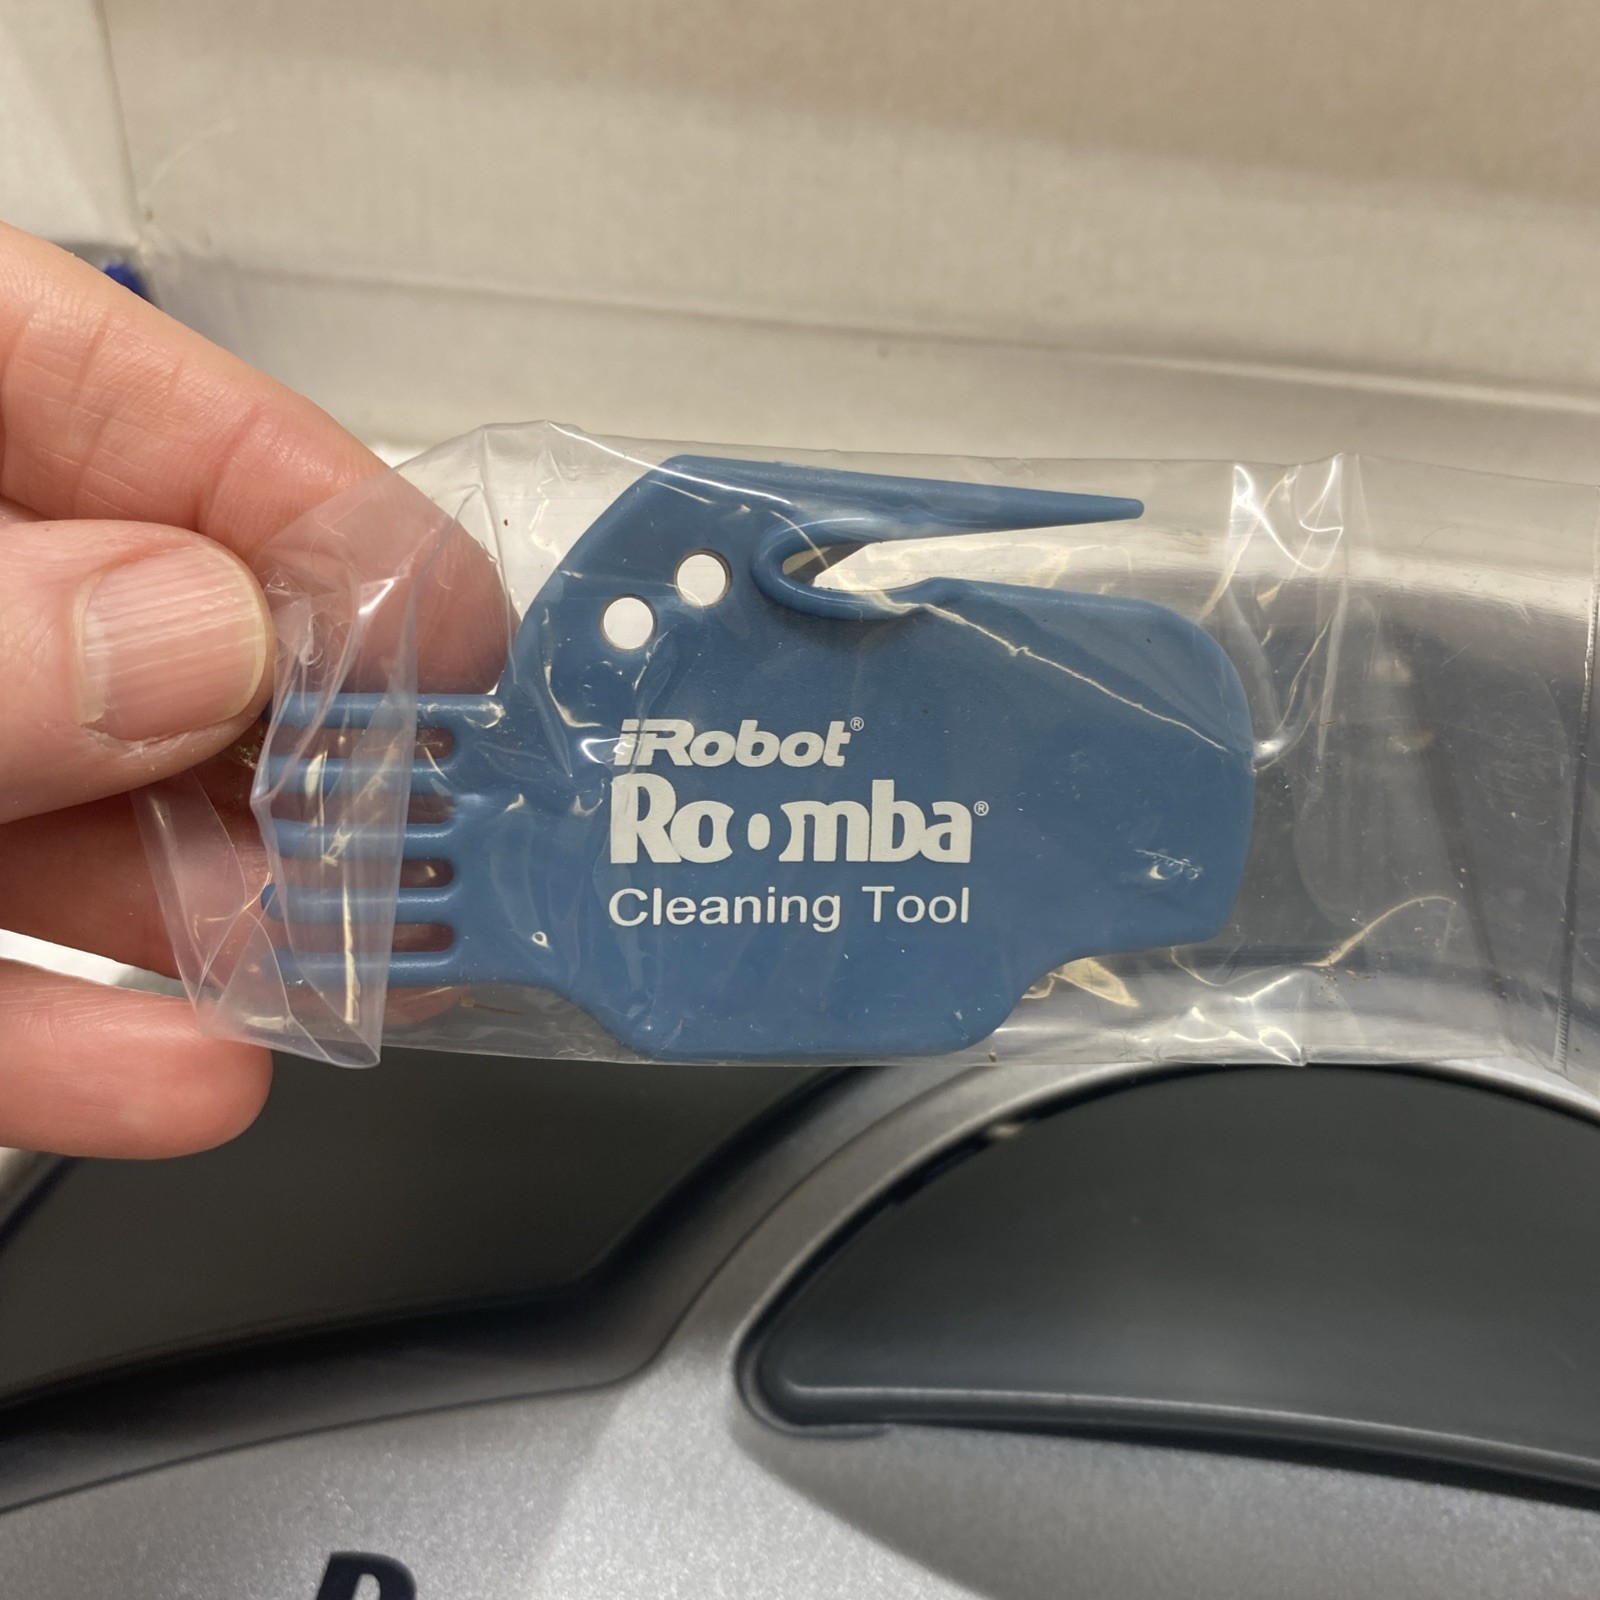 iRobot®
Roomba®
Cleaning Tool
R